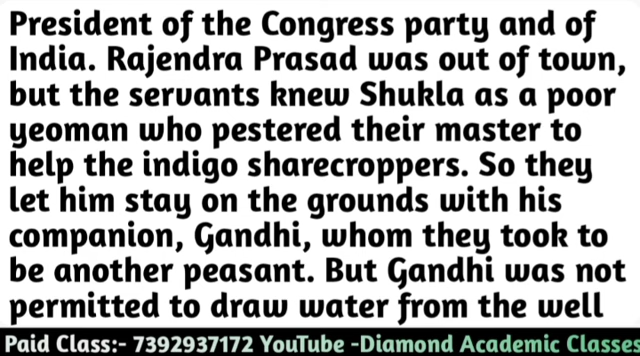 President of the Congress party and of
India. Rajendra Prasad was out of town,
but the servants knew Shukla as a poor
yeoman who pestered their master to
help the indigo sharecroppers. So they
let him stay on the grounds with his
companion, Gandhi, whom they took to
be another peasant. But Gandhi was not
permitted to draw water from the well
Paid Class:- 7392937172 YouTube -Diamond Academic Classes